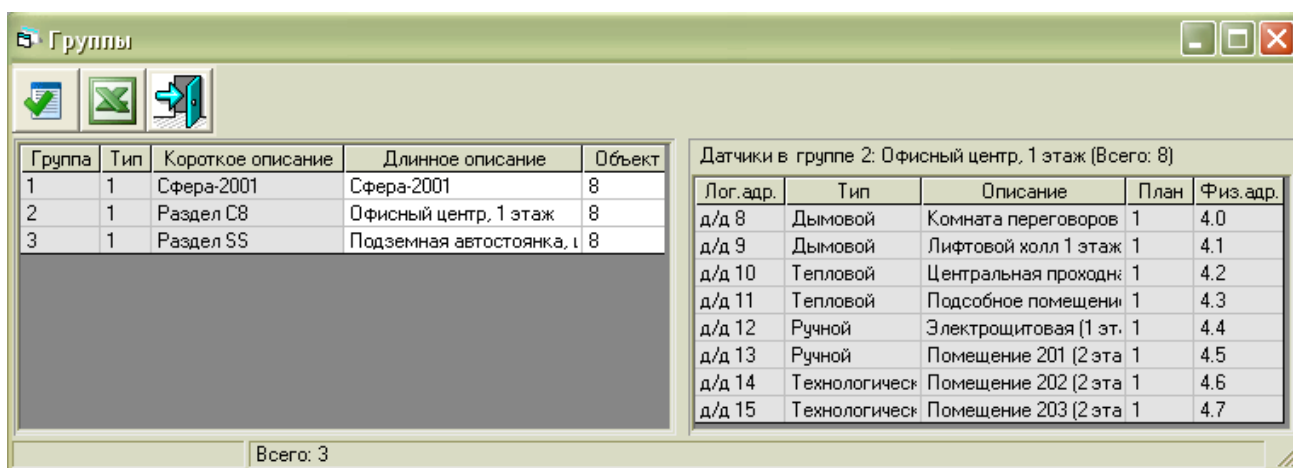 Группы
Группа Тип Короткое описание Длинное описание Объект
1 1 Сфера-2001 Сфера-2001 8
2 1 Раздел С8 Офисный центр, 1 этаж 8
3 1 Раздел SS Подземная автостоянка, 8
Датчики в группе 2: Офисный центр, 1 этаж (Всего: 8)
Лог.адр. Тип Описание План Физ.адр.
д/д 8 Дымовой Комната переговоров 1 4.0
д/д 9 Дымовой Лифтовой холл 1 этаж 1 4.1
д/д 10 Тепловой Центральная 1 4.2
д/д 11 Тепловой Подсобное 1 4.3
д/д 12 Ручной Электрощитовая (1 эт 1 4.4
д/д 13 Ручной Помещение 201 (2 эта 1 4.5
д/д 14 Технологическ Помещение 202 (2 эта 1 4.6
д/д 15 Технологическ Помещение 203 (2 эта 1 4.7
Всего: 3